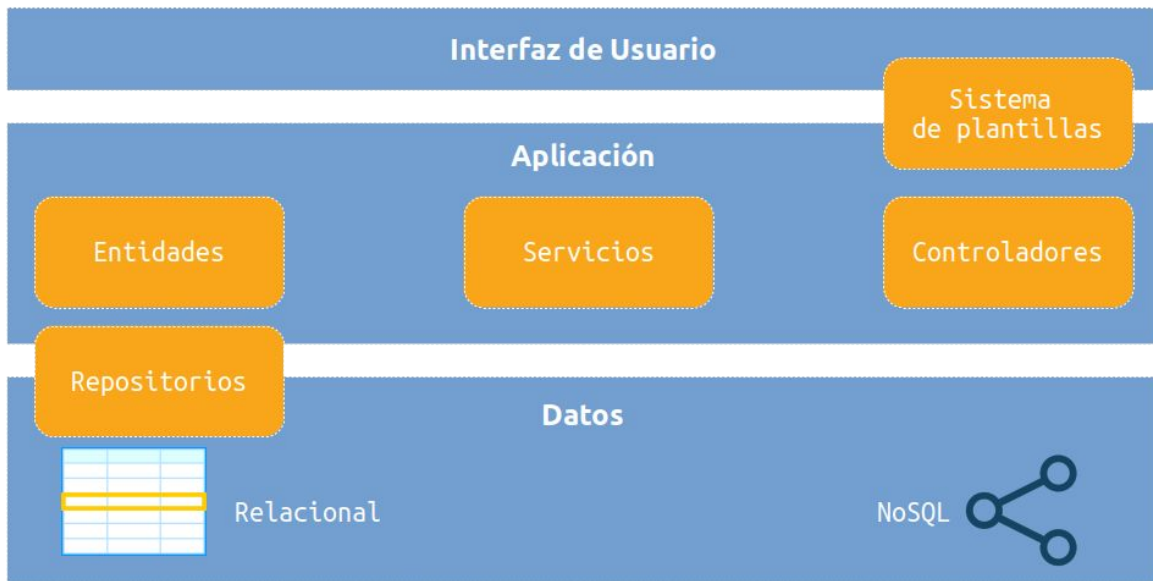 Interfaz de Usuario
Sistema
de plantillas
Aplicación
Entidades
Servicios
Controladores
Repositorios
Datos
Relacional
NoSQL